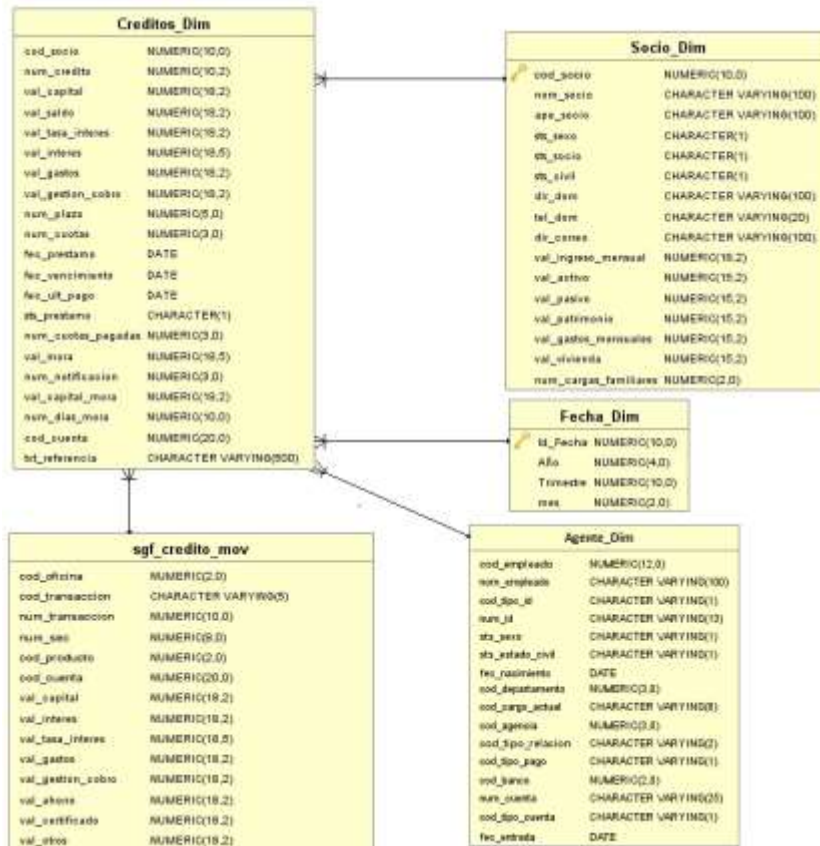 Creditos_Dim
cod_socio NUMERIC(10,0)
num_credito NUMERIC(10,2)
val_capital NUMERIC(18,2)
val_saldo NUMERIC(18,2)
val_tasa_interes NUMERIC(18,2)
val_interes NUMERIC(18,5)
val_gastos NUMERIC(18,2)
val_gestion_cobro NUMERIC(18,2)
num_plazo NUMERIC(5,0)
num_cuotas NUMERIC(3,0)
fec_prestamo DATE
fec_vencimiento DATE
fec_ult_pago DATE
sts_prestamo CHARACTER(1)
num_cuotas_pagadas NUMERIC(3,0)
val_mora NUMERIC(18,5)
num_notificacion NUMERIC(3,0)
val_capital_mora NUMERIC(18,2)
num_dias_mora NUMERIC(10,0)
cod_cuenta NUMERIC(20,0)
txt_referencia CHARACTER VARYING(500)
Socio_Dim
cod_socio NUMERIC(10,0)
nom_socio CHARACTER VARYING(100)
ape_socio CHARACTER VARYING(100)
sts_sexo CHARACTER(1)
sts_socio CHARACTER(1)
sts_civil CHARACTER(1)
dir_dom CHARACTER VARYING(100)
tel_dom CHARACTER VARYING(20)
dir_correo CHARACTER VARYING(100)
val_ingreso_mensual NUMERIC(15,2)
val_activo NUMERIC(15,2)
val_pasivo NUMERIC(15,2)
val_patrimonio NUMERIC(15,2)
val_gastos_mensuales NUMERIC(15,2)
val_vivienda NUMERIC(15,2)
num_cargas_familiares NUMERIC(2,0)
Fecha_Dim
Id_Fecha NUMERIC(10,0)
Año NUMERIC(4,0)
Trimestre NUMERIC(10,0)
mes NUMERIC(2,0)
sgf_credito_mov
cod_oficina NUMERIC(2,0)
cod_transaccion CHARACTER VARYING(5)
num_transaccion NUMERIC(10,0)
num_sec NUMERIC(8,0)
cod_producto NUMERIC(2,0)
cod_cuenta NUMERIC(20,0)
val_capital NUMERIC(18,2)
val_interes NUMERIC(18,2)
val_tasa_interes NUMERIC(18,5)
val_gastos NUMERIC(18,2)
val_gestion_cobro NUMERIC(18,2)
val_ahorro NUMERIC(18,2)
val_certificado NUMERIC(18,2)
val_otros NUMERIC(18,2)
Agente_Dim
cod_empleado NUMERIC(12,0)
nom_empleado CHARACTER VARYING(100)
cod_tipo_id CHARACTER VARYING(1)
num_id CHARACTER VARYING(13)
sts_sexo CHARACTER VARYING(1)
sts_estado_civil CHARACTER VARYING(1)
fec_nacimiento DATE
cod_departamento NUMERIC(3,0)
cod_cargo_actual CHARACTER VARYING(8)
cod_agencia NUMERIC(3,0)
cod_tipo_relacion CHARACTER VARYING(2)
cod_tipo_pago CHARACTER VARYING(1)
cod_banco NUMERIC(2,0)
num_cuenta CHARACTER VARYING(25)
cod_tipo_cuenta CHARACTER VARYING(1)
fec_entrada DATE